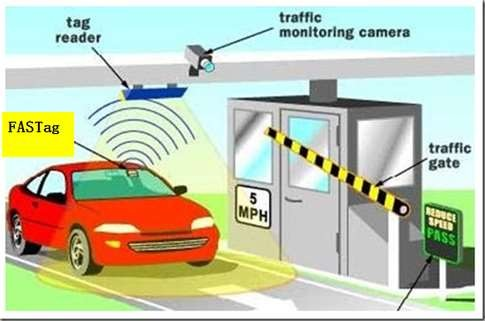 tag
reader
traffic
monitoring camera
FASTag
traffic
gate
5
MPH
REDUCE
SPEED
PASS